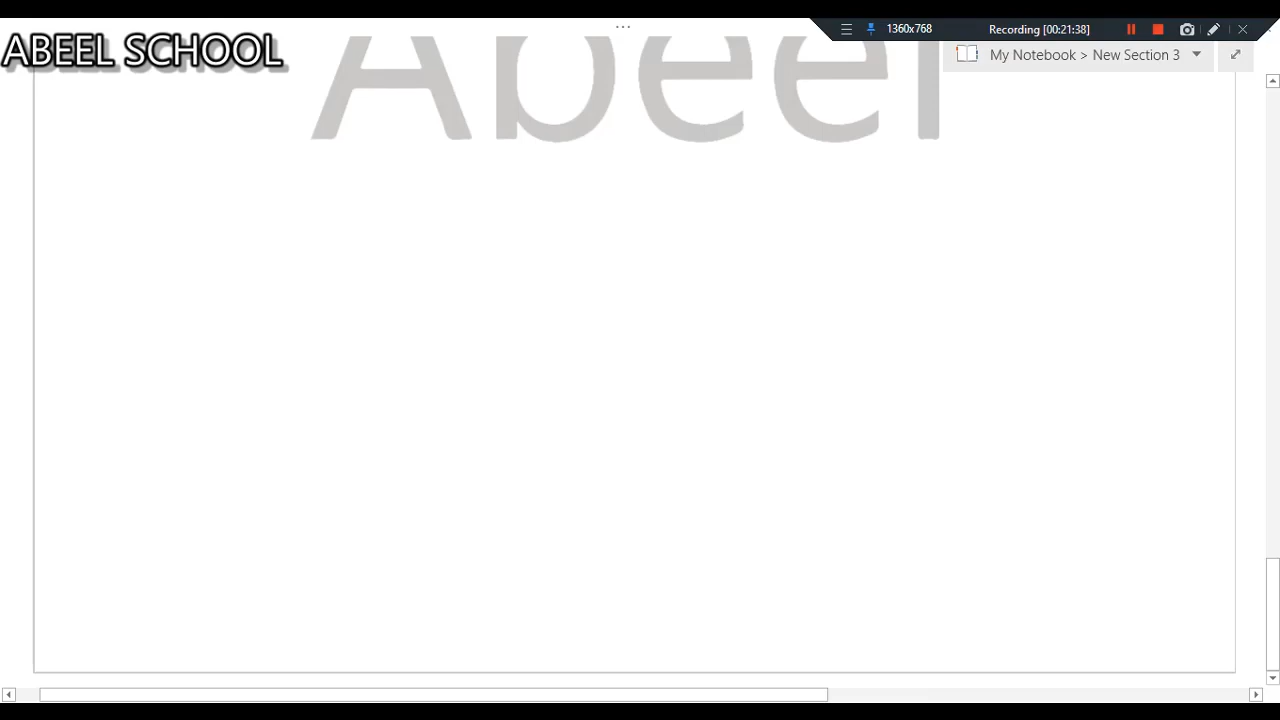 ABEEL SCHOOL
1360x768
Recording [00:21:38]
My Notebook > New Section 3
Abeel